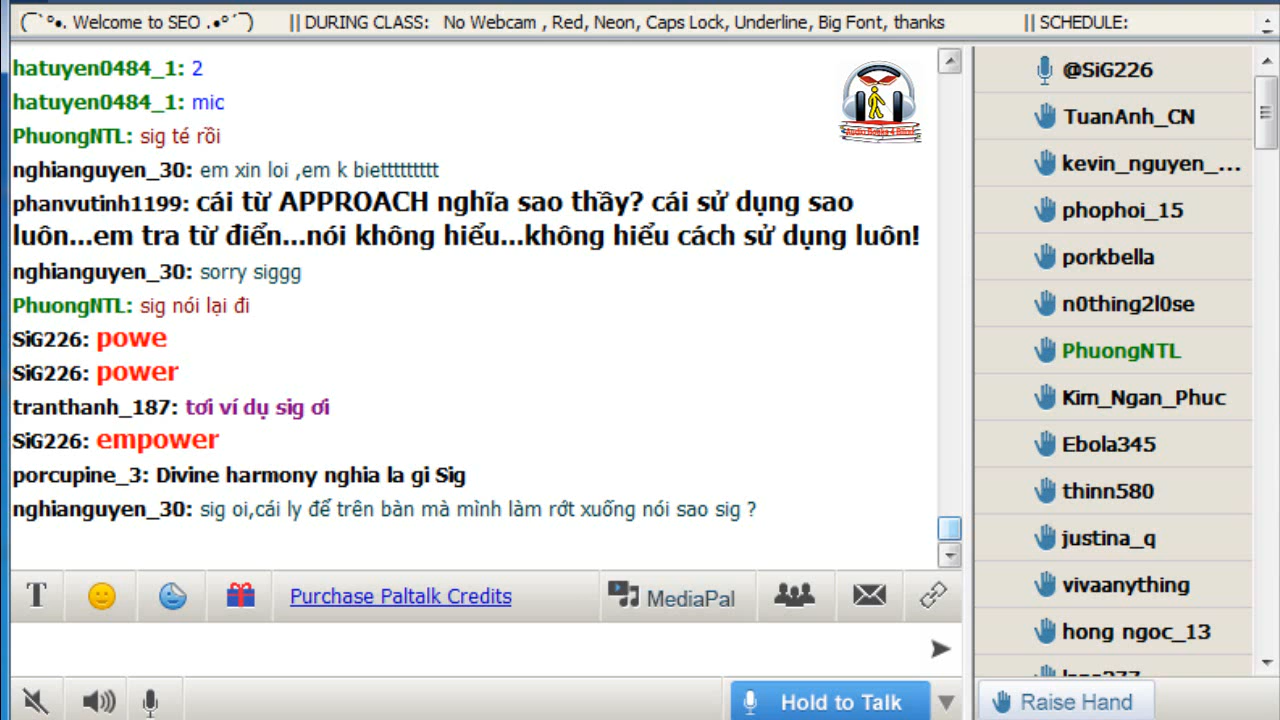 (¯`°•. Welcome to SEO .•°´¯) || DURING CLASS: No Webcam , Red, Neon, Caps Lock, Underline, Big Font, thanks || SCHEDULE:
hatuyen0484_1: 2
hatuyen0484_1: mic
PhuongNTL: sig té rồi
nghianguyen_30: em xin loi ,em k biettttttttt
phanvutinh1199: cái từ APPROACH nghĩa sao thầy? cái sử dụng sao
luôn...em tra từ điển...nói không hiểu...không hiểu cách sử dụng luôn!
nghianguyen_30: sorry siggg
PhuongNTL: sig nói lại đi
SiG226: powe
SiG226: power
tranthanh_187: tơi ví dụ sig ơi
SiG226: empower
porcupine_3: Divine harmony nghia la gi Sig
nghianguyen_30: sig oi,cái ly để trên bàn mà mình làm rớt xuống nói sao sig ?
T
Purchase Paltalk Credits
MediaPal
Hold to Talk
@SiG226
TuanAnh_CN
kevin_nguyen_...
phophoi_15
porkbella
n0thing2l0se
PhuongNTL
Kim_Ngan_Phuc
Ebola345
thinn580
justina_q
vivaanything
hong ngoc_13
Raise Hand